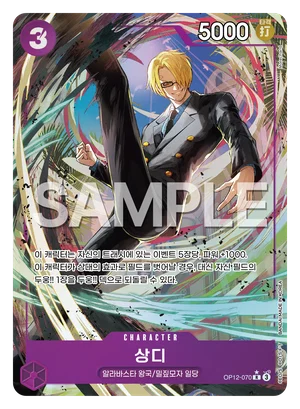 3
5000
타격
打
SAMPLE
이 캐릭터는 자신의 트래시에 있는 이벤트 5장당, 파워 +1000.
이 캐릭터가 상대의 효과로 필드를 벗어날 경우, 대신 자신 필드의
두웅!! 1장을 두웅!! 덱으로 되돌릴 수 있다.
CHARACTER
상디
알라바스타 왕국/밀짚모자 일당
OP12-070 R 3